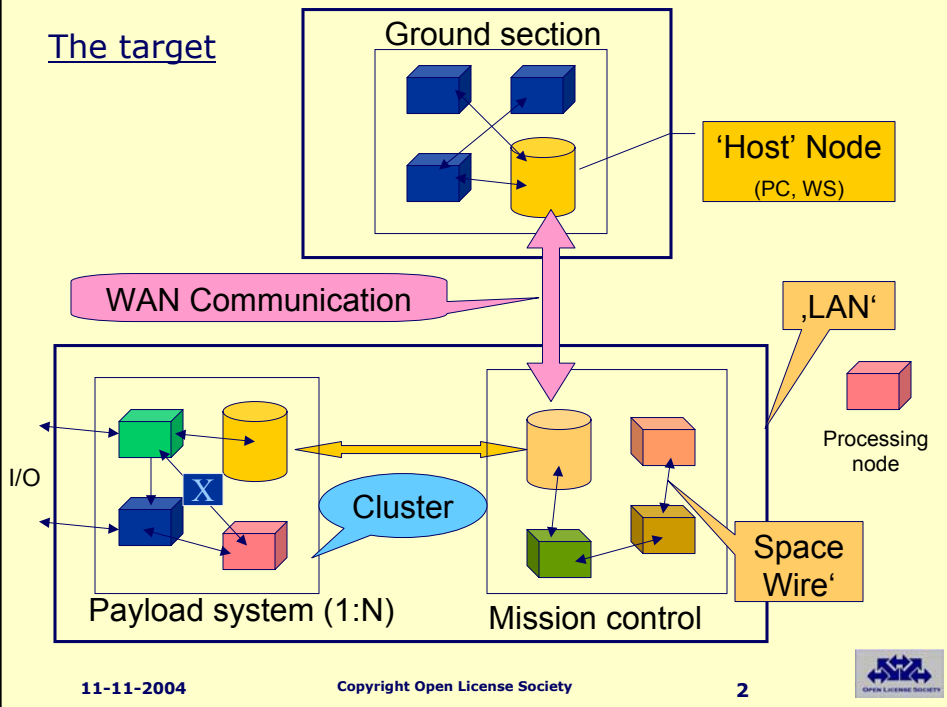 The target
Ground section
‘Host’ Node
(PC, WS)
WAN Communication
‚LAN‘
Processing
node
I/O
X
Cluster
Space
Wire‘
Payload system (1:N)
Mission control
11-11-2004
Copyright Open License Society
2
OPEN LICENSE SOCIETY